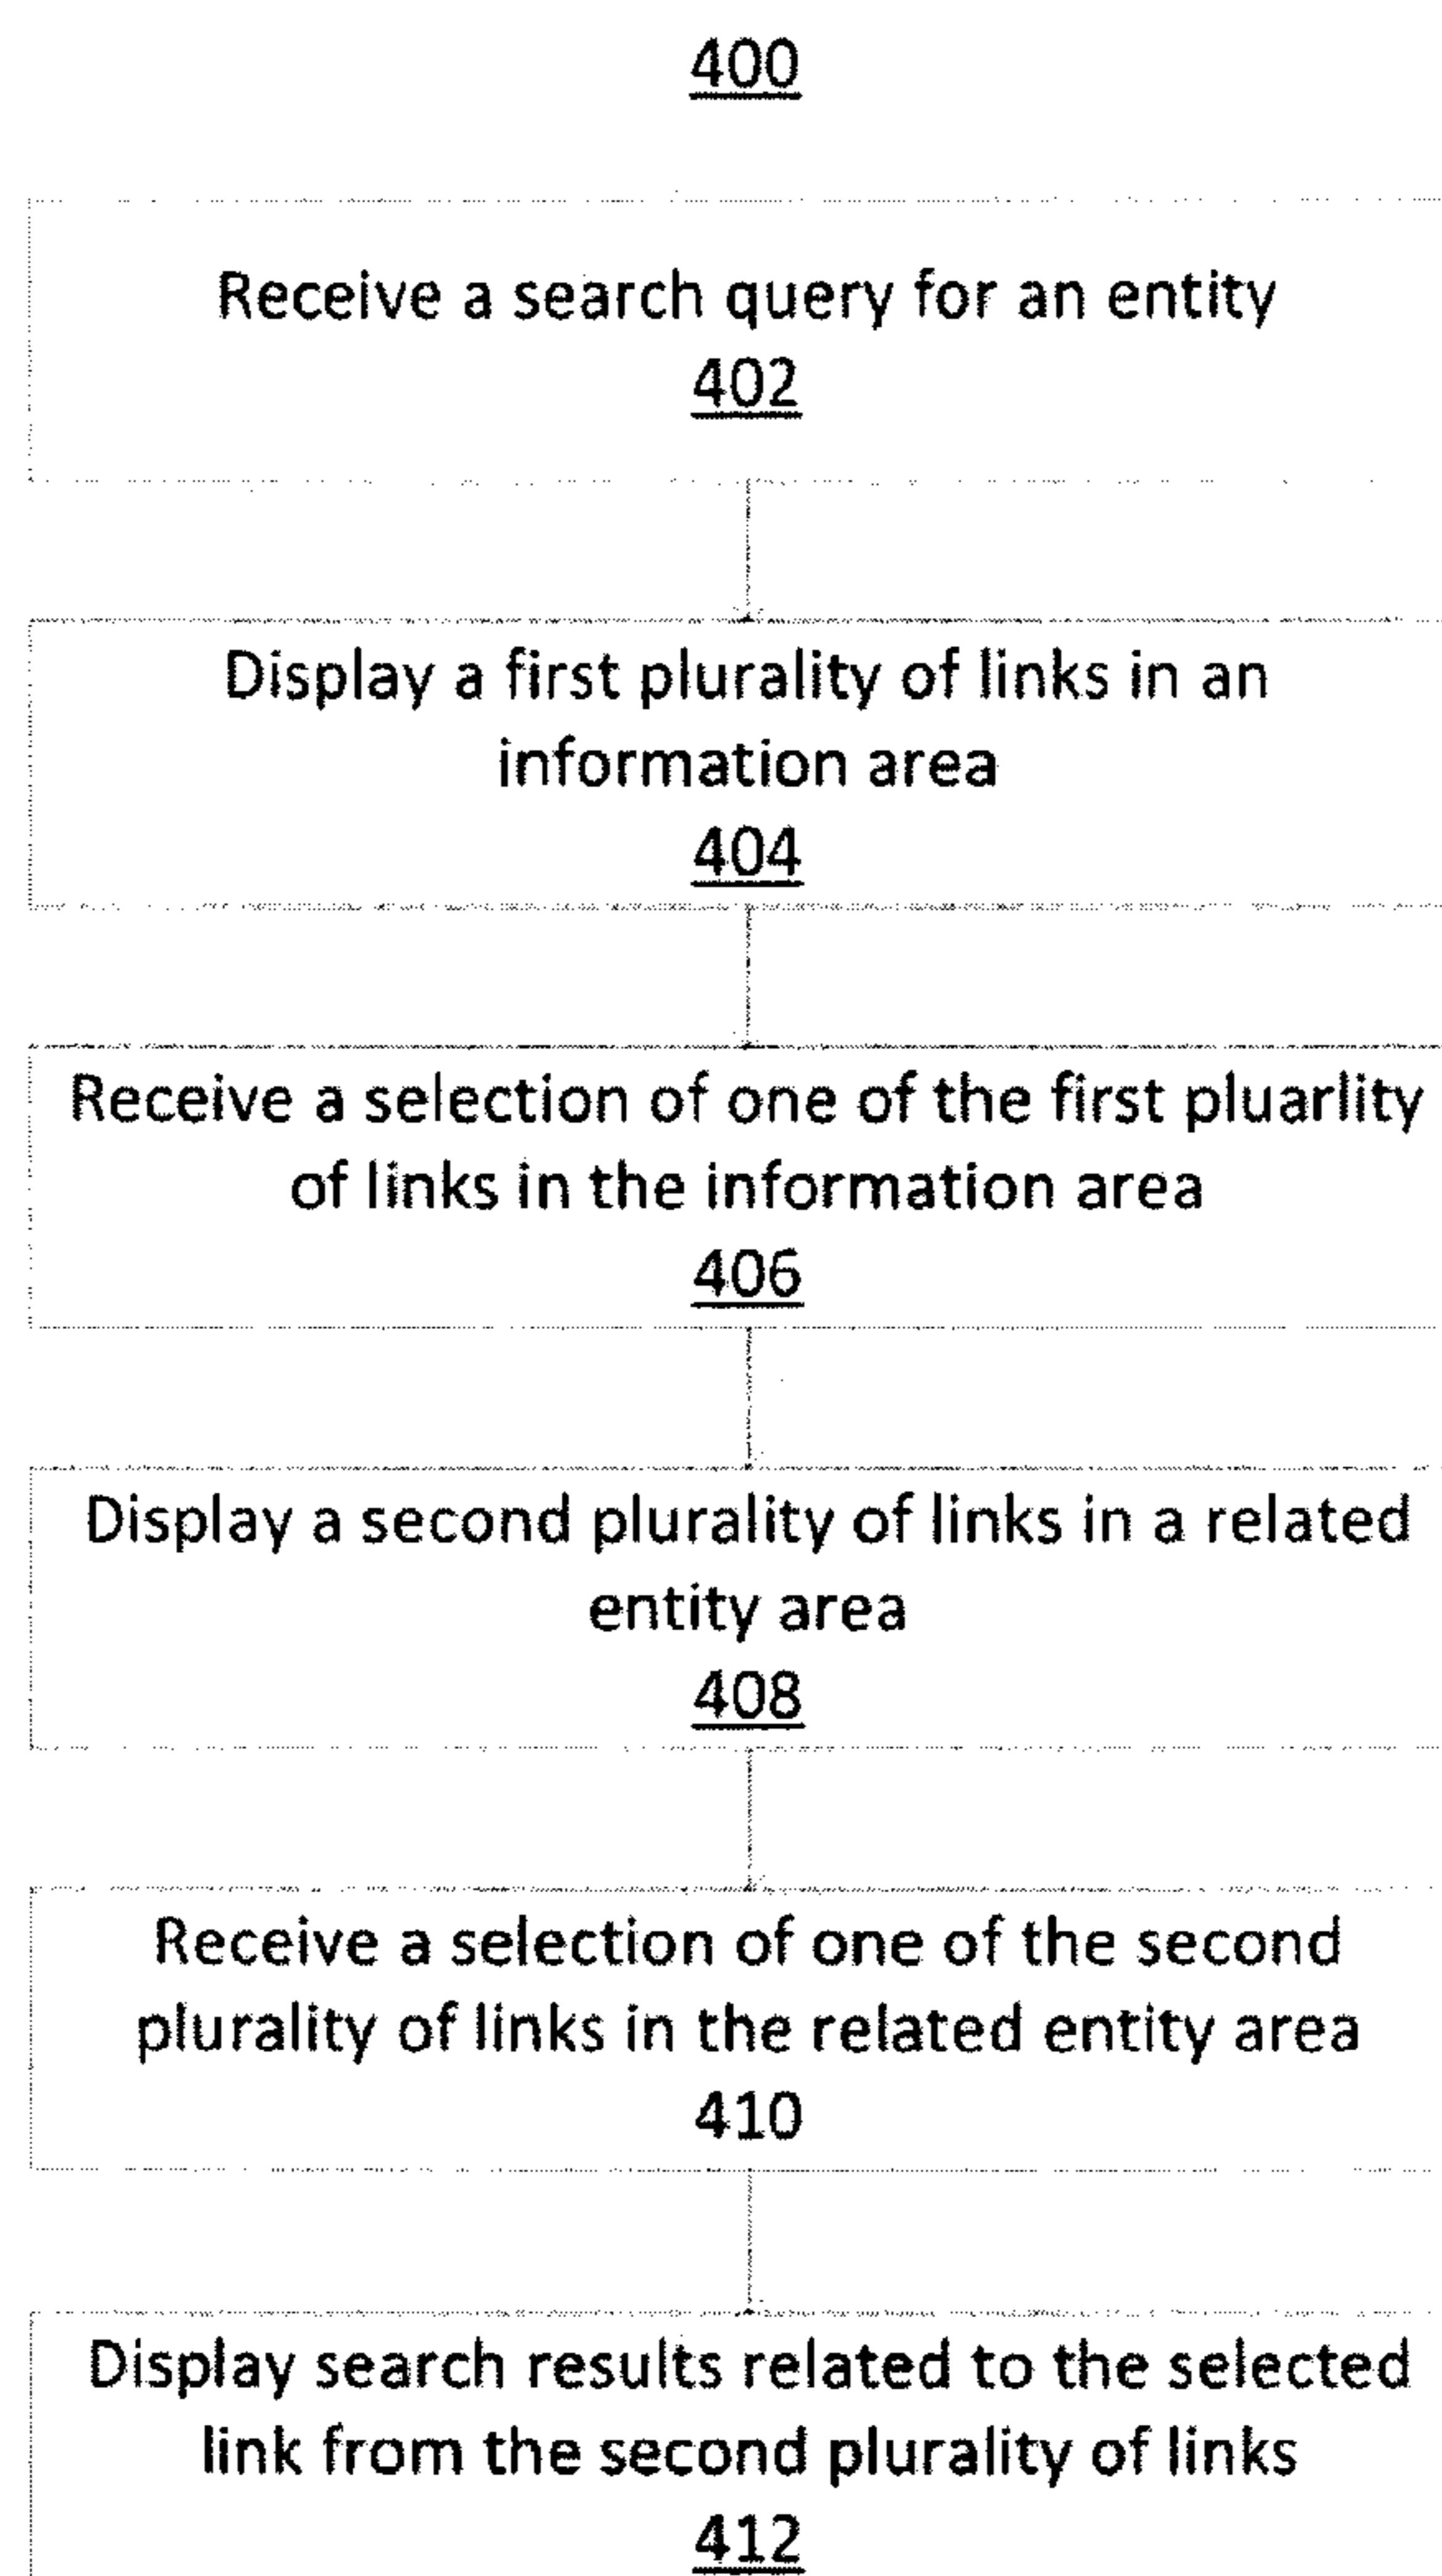 400
Receive a search query for an entity
402
Display a first plurality of links in an
information area
404
Receive a selection of one of the first pluarlity
of links in the information area
406
Display a second plurality of links in a related
entity area
408
Receive a selection of one of the second
plurality of links in the related entity area
410
Display search results related to the selected
link from the second plurality of links
412